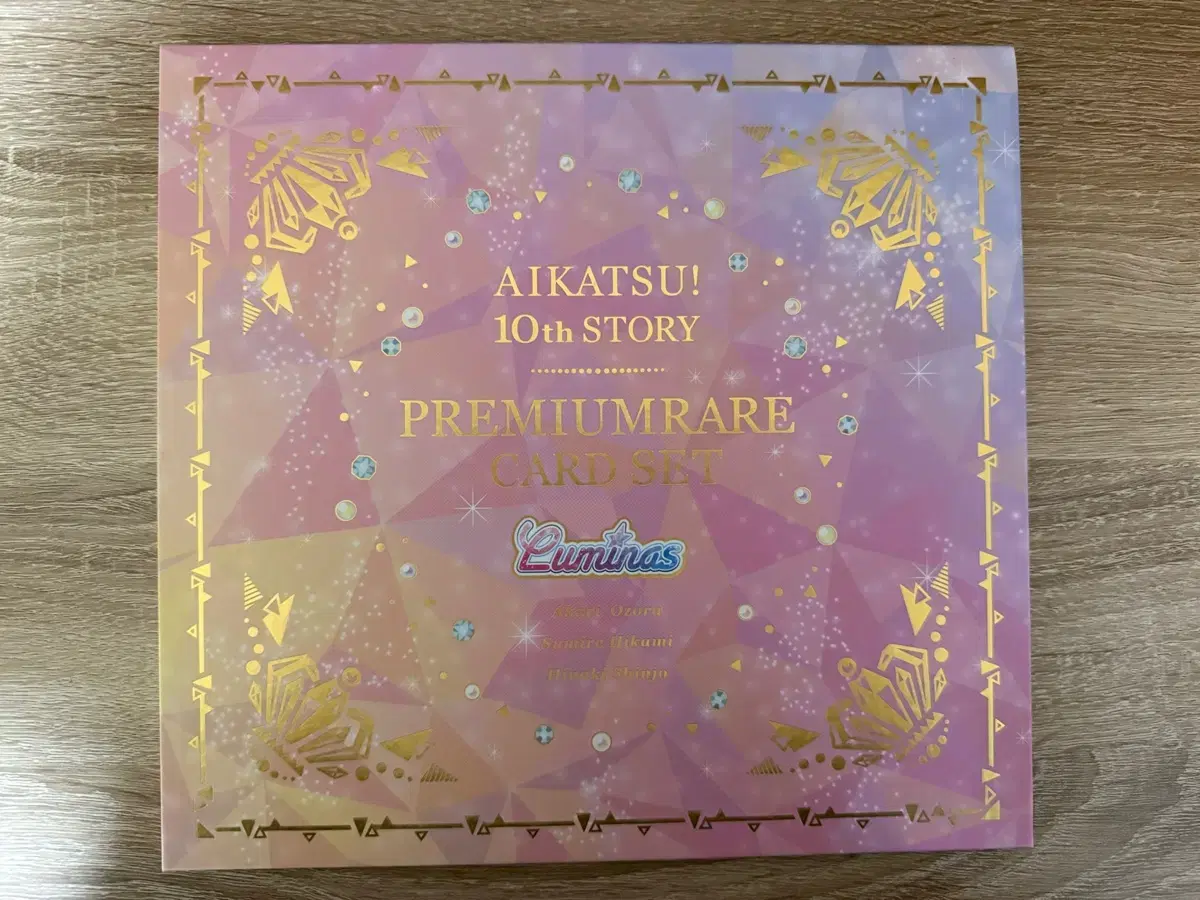 AIKATSU!
10th STORY
PREMIUMRARE
CARD SET
Luminas
Akari Ozora
Sumire Hikami
Hinaki Shinjo